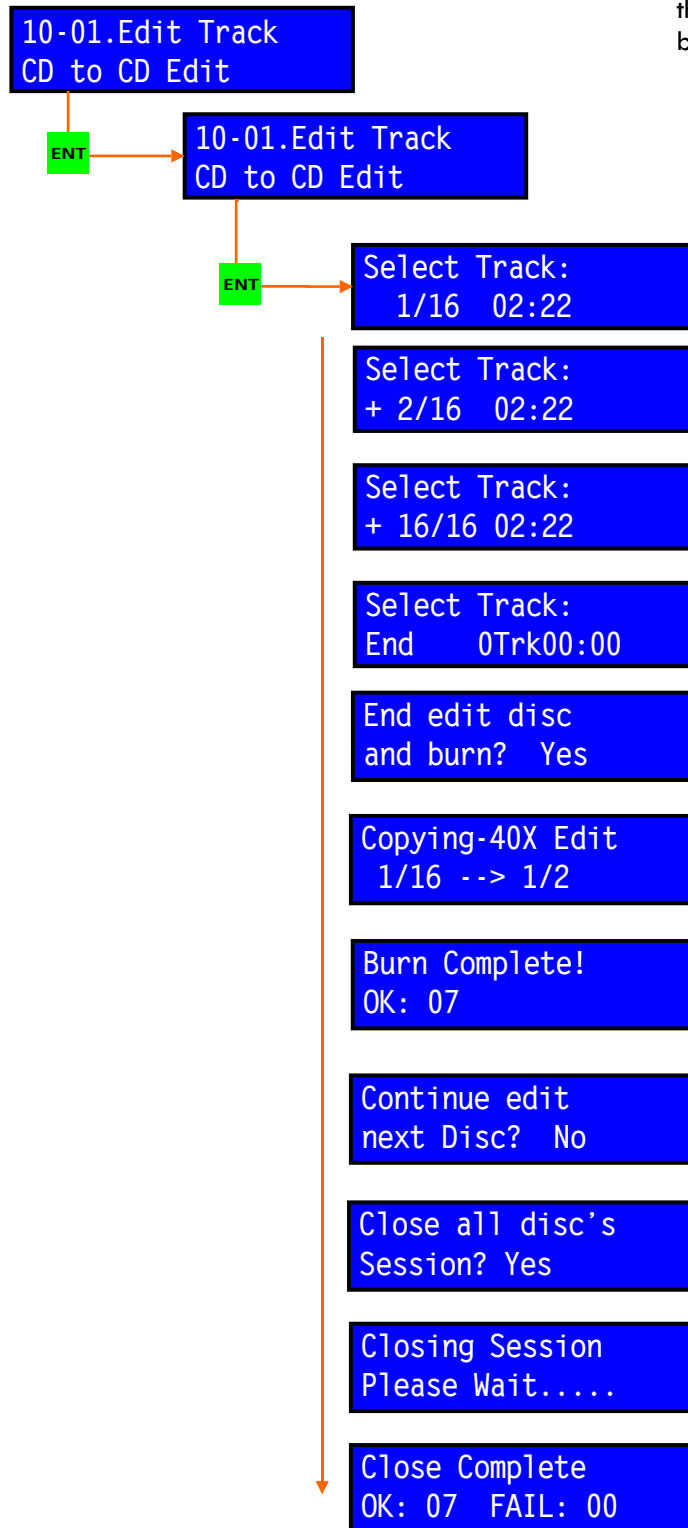 10-01.Edit Track
CD to CD Edit
ENT
10-01.Edit Track
CD to CD Edit
ENT
Select Track:
1/16 02:22
Select Track:
+ 2/16 02:22
Select Track:
+ 16/16 02:22
Select Track:
End 0Trk00:00
End edit disc
and burn? Yes
Copying-40X Edit
1/16 --> 1/2
Burn Complete!
OK: 07
Continue edit
next Disc? No
Close all disc's
Session? Yes
Closing Session
Please Wait.....
Close Complete
OK: 07 FAIL: 00